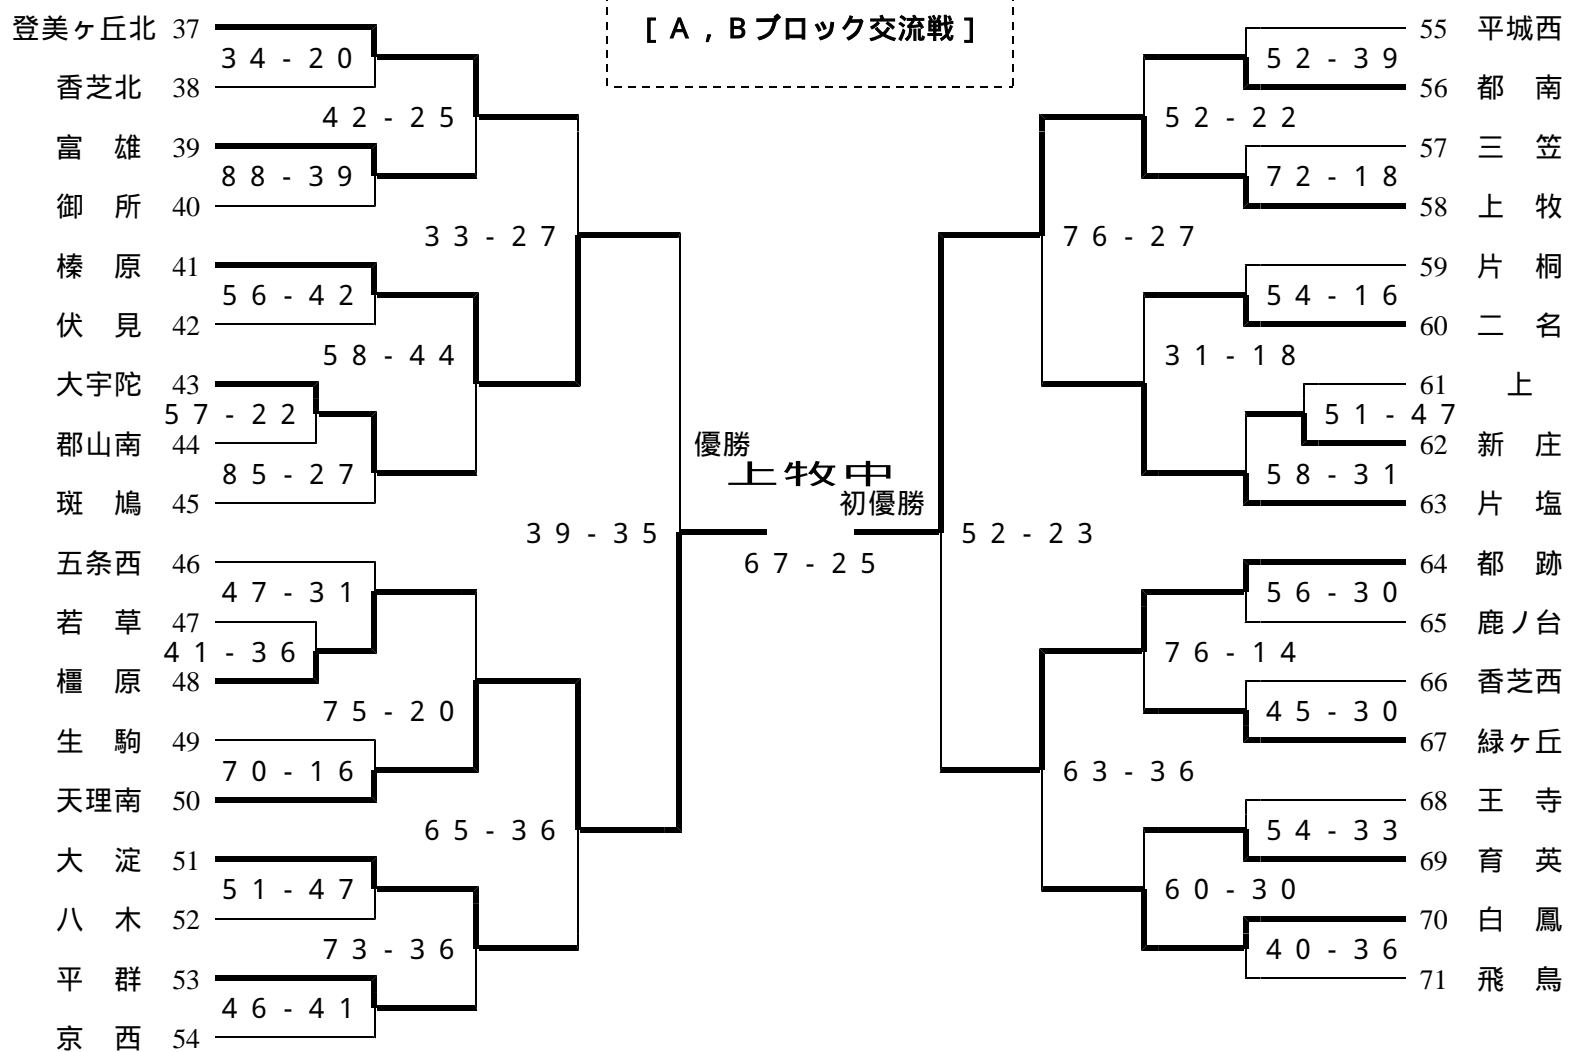 [ A , Bブロック交流戦 ]
登美ヶ丘北 37
34-20
香芝北 38
42-25
富 雄 39
88-39
御 所 40
33-27
榛 原 41
56-42
伏 見 42
58-44
大宇陀 43
57-22
郡山南 44
85-27
斑 鳩 45
39-35
五条西 46
47-31
若 草 47
41-36
橿 原 48
75-20
生 駒 49
70-16
天理南 50
65-36
大 淀 51
51-47
八 木 52
73-36
平 群 53
46-41
京 西 54
優勝
上牧中
初優勝
67-25
55 平城西
52-39
56 都 南
52-22
57 三 笠
72-18
58 上 牧
76-27
59 片 桐
54-16
60 二 名
31-18
61 上
51-47
62 新 庄
58-31
63 片 塩
52-23
64 都 跡
56-30
65 鹿ノ台
76-14
66 香芝西
45-30
67 緑ヶ丘
63-36
68 王 寺
54-33
69 育 英
60-30
70 白 鳳
40-36
71 飛 鳥